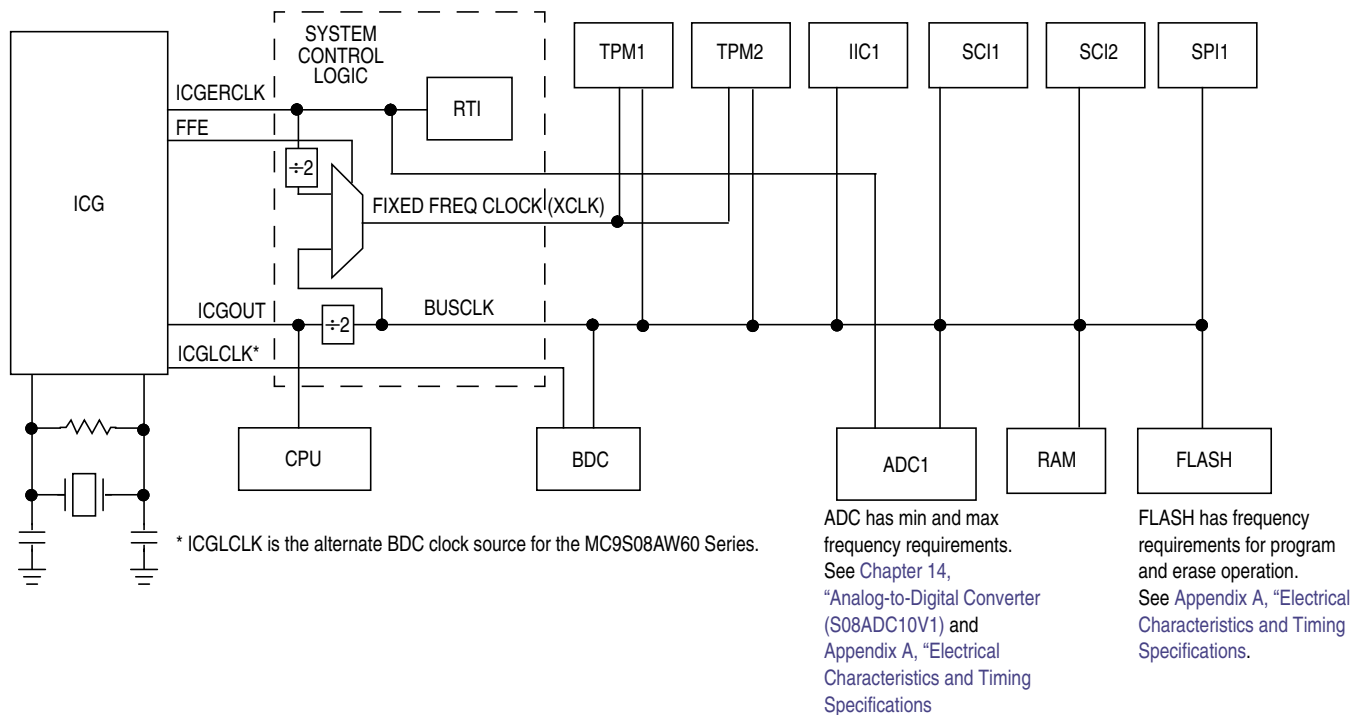 SYSTEM
CONTROL
LOGIC
TPM1
TPM2
IIC1
SCI1
SCI2
SPI1
ICGERCLK
RTI
FFE
÷2
ICG
FIXED FREQ CLOCK (XCLK)
ICGOUT
÷2
BUSCLK
ICGLCLK*
CPU
BDC
ADC1
RAM
FLASH
* ICGLCLK is the alternate BDC clock source for the MC9S08AW60 Series.
ADC has min and max
frequency requirements.
See Chapter 14,
“Analog-to-Digital Converter
(S08ADC10V1) and
Appendix A, “Electrical
Characteristics and Timing
Specifications
FLASH has frequency
requirements for program
and erase operation.
See Appendix A, “Electrical
Characteristics and Timing
Specifications.